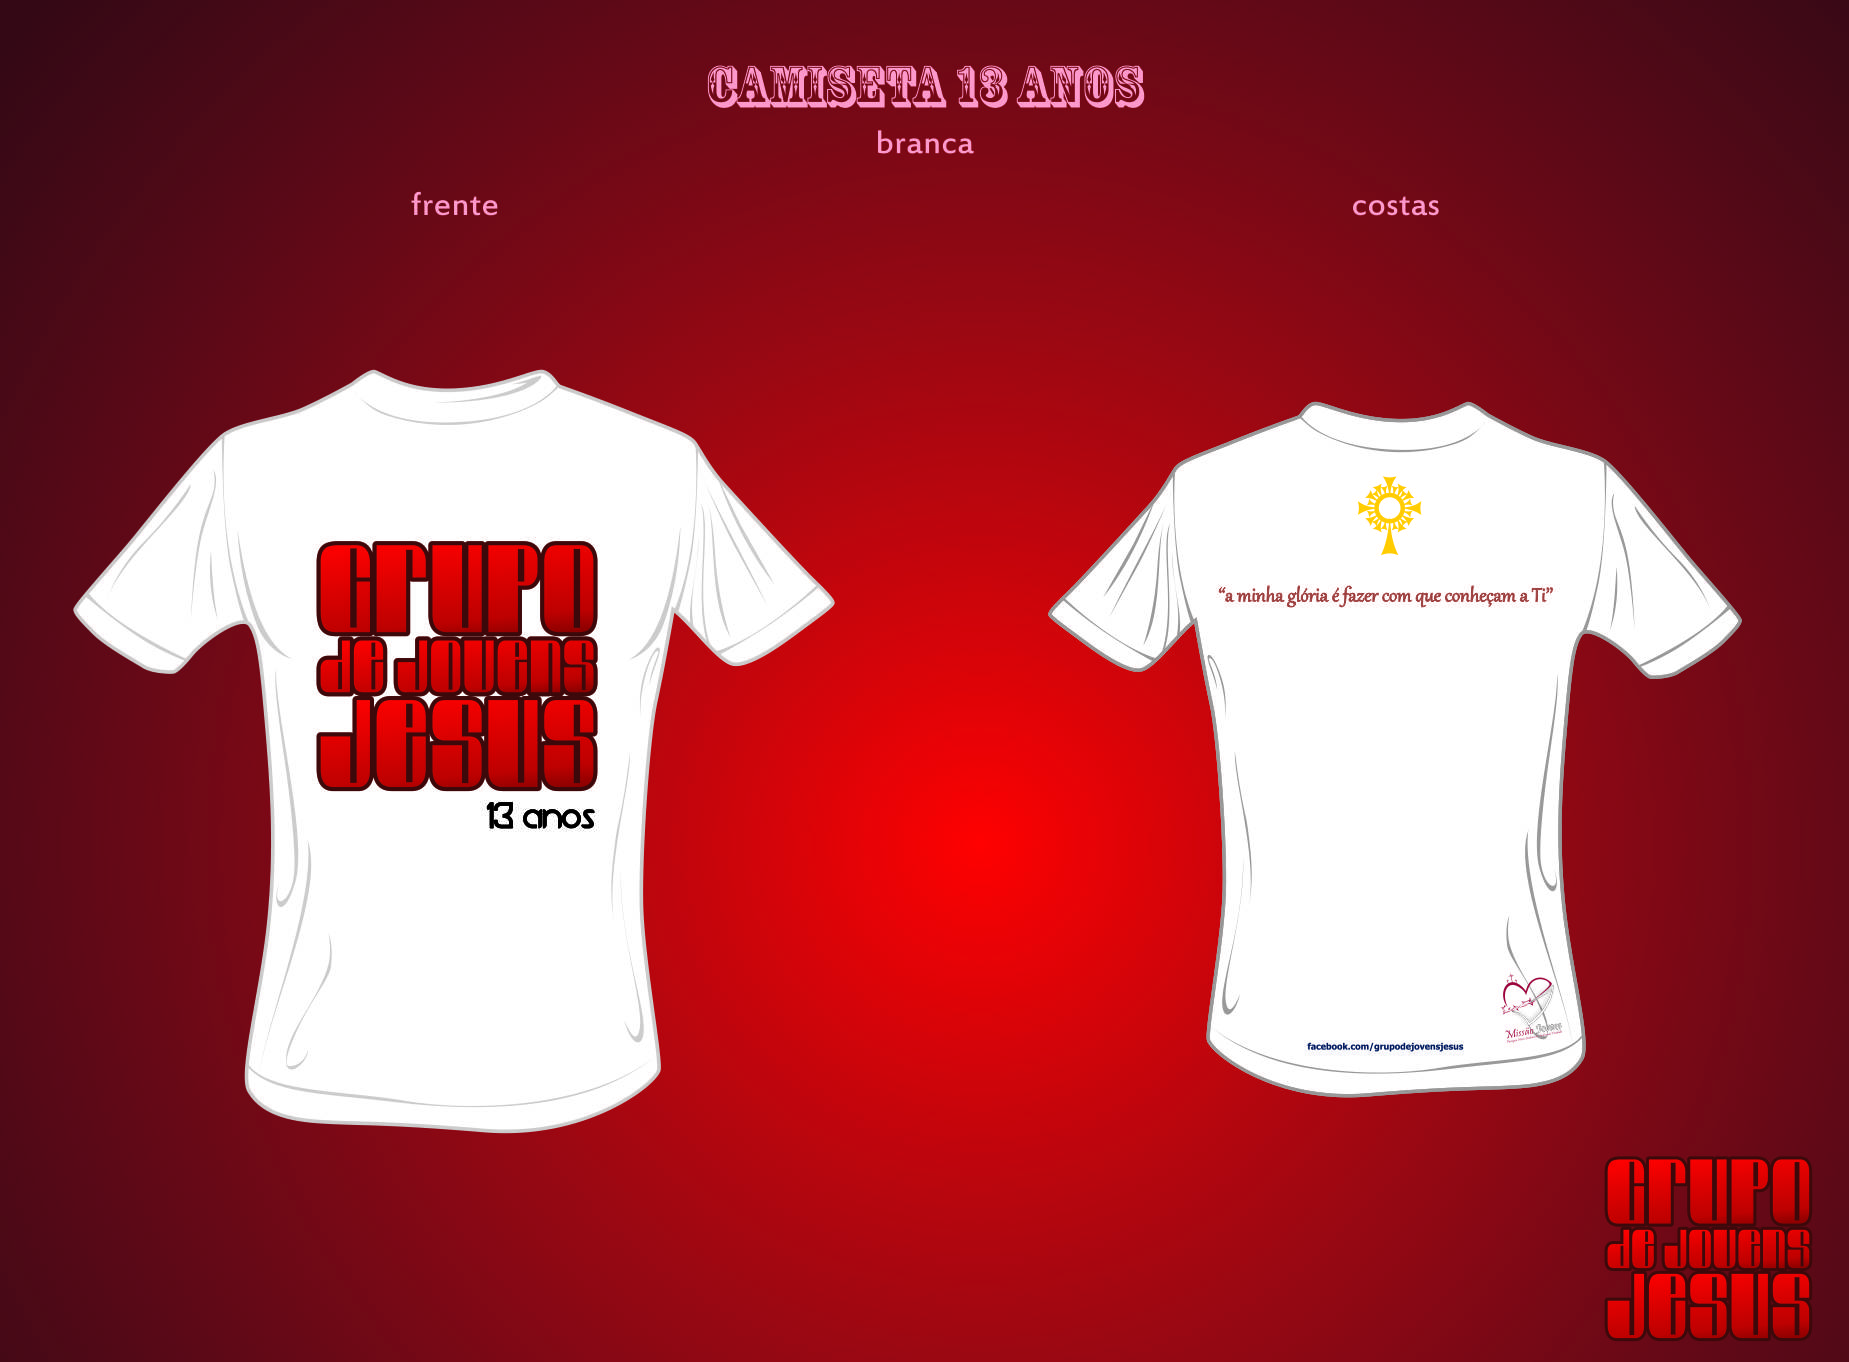 CAMISETA 13 ANOS
branca
frente
costas
GRUPO
DE JOVENS
JESUS
13 anos
“a minha glória é fazer com que conheçam a Ti”
Missão Jovem
facebook.com/grupodejovensjesus
GRUPO
DE JOVENS
JESUS